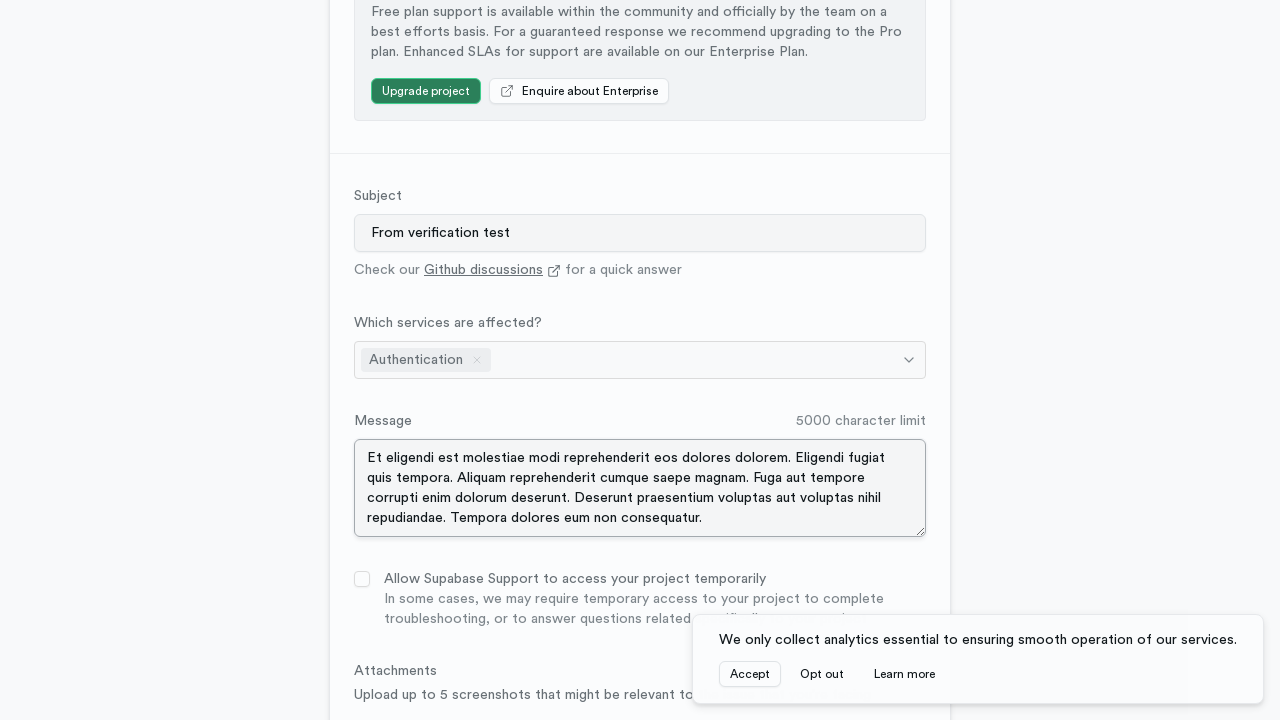 Free plan support is available within the community and officially by the team on a
best efforts basis. For a guaranteed response we recommend upgrading to the Pro
plan. Enhanced SLAs for support are available on our Enterprise Plan.
Upgrade project
Enquire about Enterprise
Subject
From verification test
Check our Github discussions for a quick answer
Which services are affected?
Authentication
Message
5000 character limit
Et eligendi est molestiae modi reprehenderit eos dolores dolorem. Eligendi fugiat
quis tempora. Aliquam reprehenderit cumque saepe magnam. Fuga aut tempore
corrupti enim dolorum deserunt. Deserunt praesentium voluptas aut voluptas nihil
repudiandae. Tempora dolores eum non consequatur.
Allow Supabase Support to access your project temporarily
In some cases, we may require temporary access to your project to complete
troubleshooting, or to answer questions related
Attachments
Upload up to 5 screenshots that might be relevant to
We only collect analytics essential to ensuring smooth operation of our services.
Accept
Opt out
Learn more